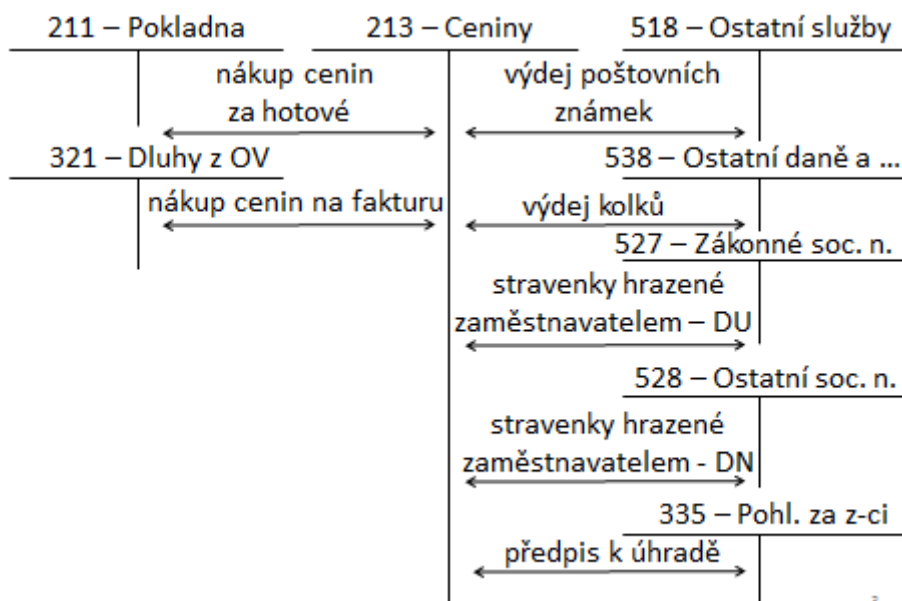 211 – Pokladna
213 – Ceniny
518 – Ostatní služby
nákup cenin
za hotové
výdej poštovních
známek
321 – Dluhy z OV
538 – Ostatní daně a ...
nákup cenin na fakturu
výdej kolků
527 – Zákonné soc. n.
stravenky hrazené
zaměstnavatelem – DU
528 – Ostatní soc. n.
stravenky hrazené
zaměstnavatelem - DN
335 – Pohl. za z-ci
předpis k úhradě